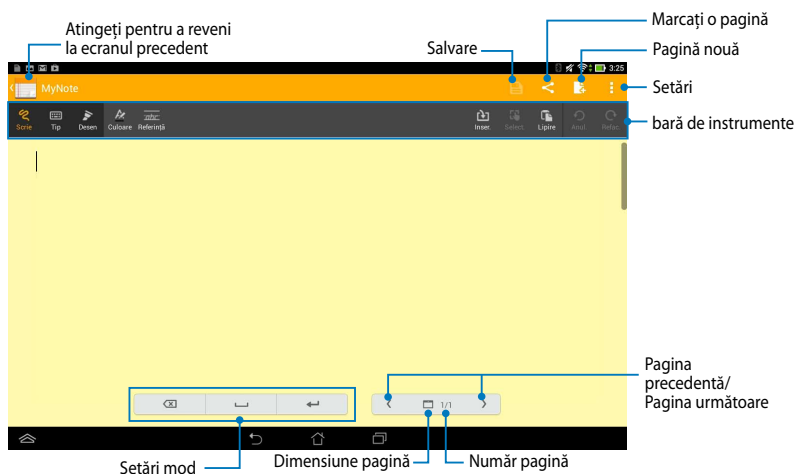 Atingeți pentru a reveni
la ecranul precedent
Salvare
Marcați o pagină
Pagină nouă
Setări
bară de instrumente
3:25
MyNote
Scrie
Tip
Desen
Culoare
Referință
Inser.
Select.
Lipire
Anul.
Refac.
Pagina
precedentă/
Pagina următoare
1/1
Setări mod
Dimensiune pagină
Număr pagină